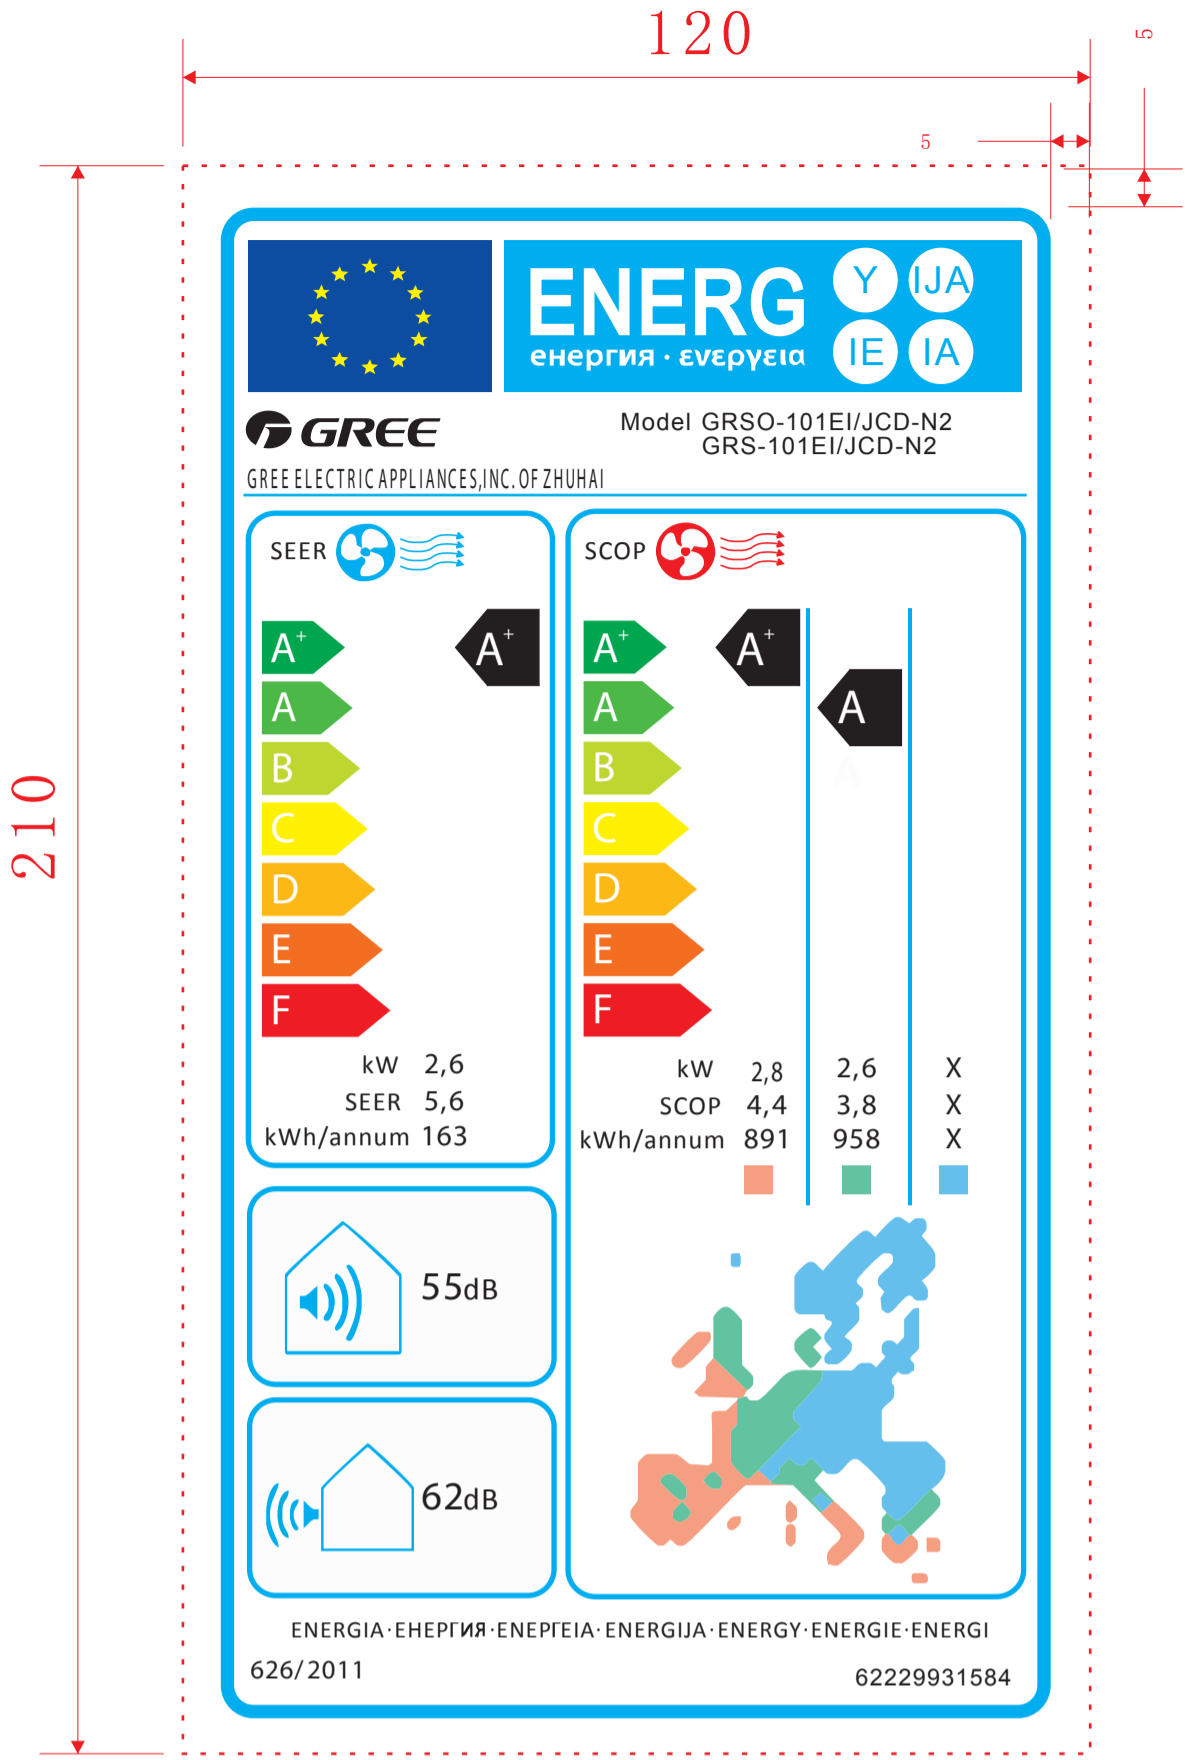 120
5
5
210
ENERG
енергия · ενεργεια
Y IJA
IE IA
GREE
Model GRSO-101EI/JCD-N2
GRS-101EI/JCD-N2
GREE ELECTRIC APPLIANCES,INC. OF ZHUHAI
SEER
A+
A+
A
B
C
D
E
F
kW 2,6
SEER 5,6
kWh/annum 163
SCOP
A+
A+
A
A
B
A
C
D
E
F
kW 2,8 2,6 X
SCOP 4,4 3,8 X
kWh/annum 891 958 X
55dB
62dB
ENERGIA·ЕНЕРГИЯ·ΕΝΕΡΓΕΙΑ·ENERGIJA·ENERGY·ENERGIE·ENERGI
626/2011
62229931584